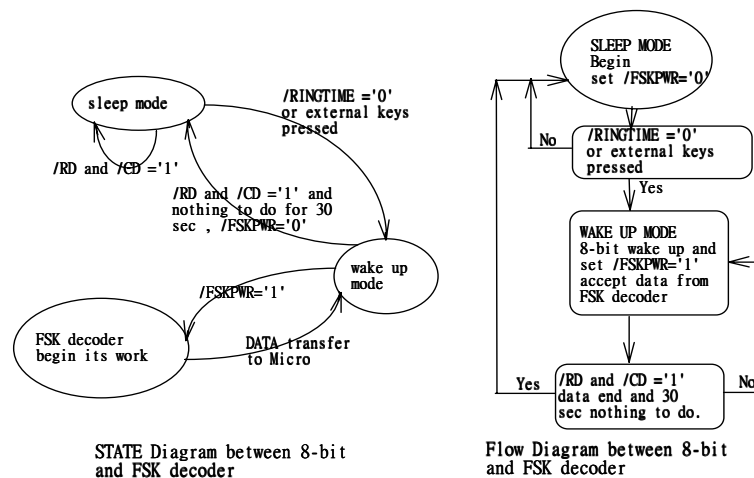 sleep mode
/RINGTIME ='0'
or external keys
pressed
/RD and /CD ='1'
/RD and /CD ='1' and
nothing to do for 30
sec , /FSKPWR='0'
wake up
mode
/FSKPWR='1'
FSK decoder
begin its work
DATA transfer
to Micro
STATE Diagram between 8-bit
and FSK decoder
SLEEP MODE
Begin
set /FSKPWR='0'
No
/RINGTIME ='0'
or external keys
pressed
Yes
WAKE UP MODE
8-bit wake up and
set /FSKPWR='1'
accept data from
FSK decoder
Yes
/RD and /CD ='1'
data end and 30
sec nothing to do.
No
Flow Diagram between 8-bit
and FSK decoder